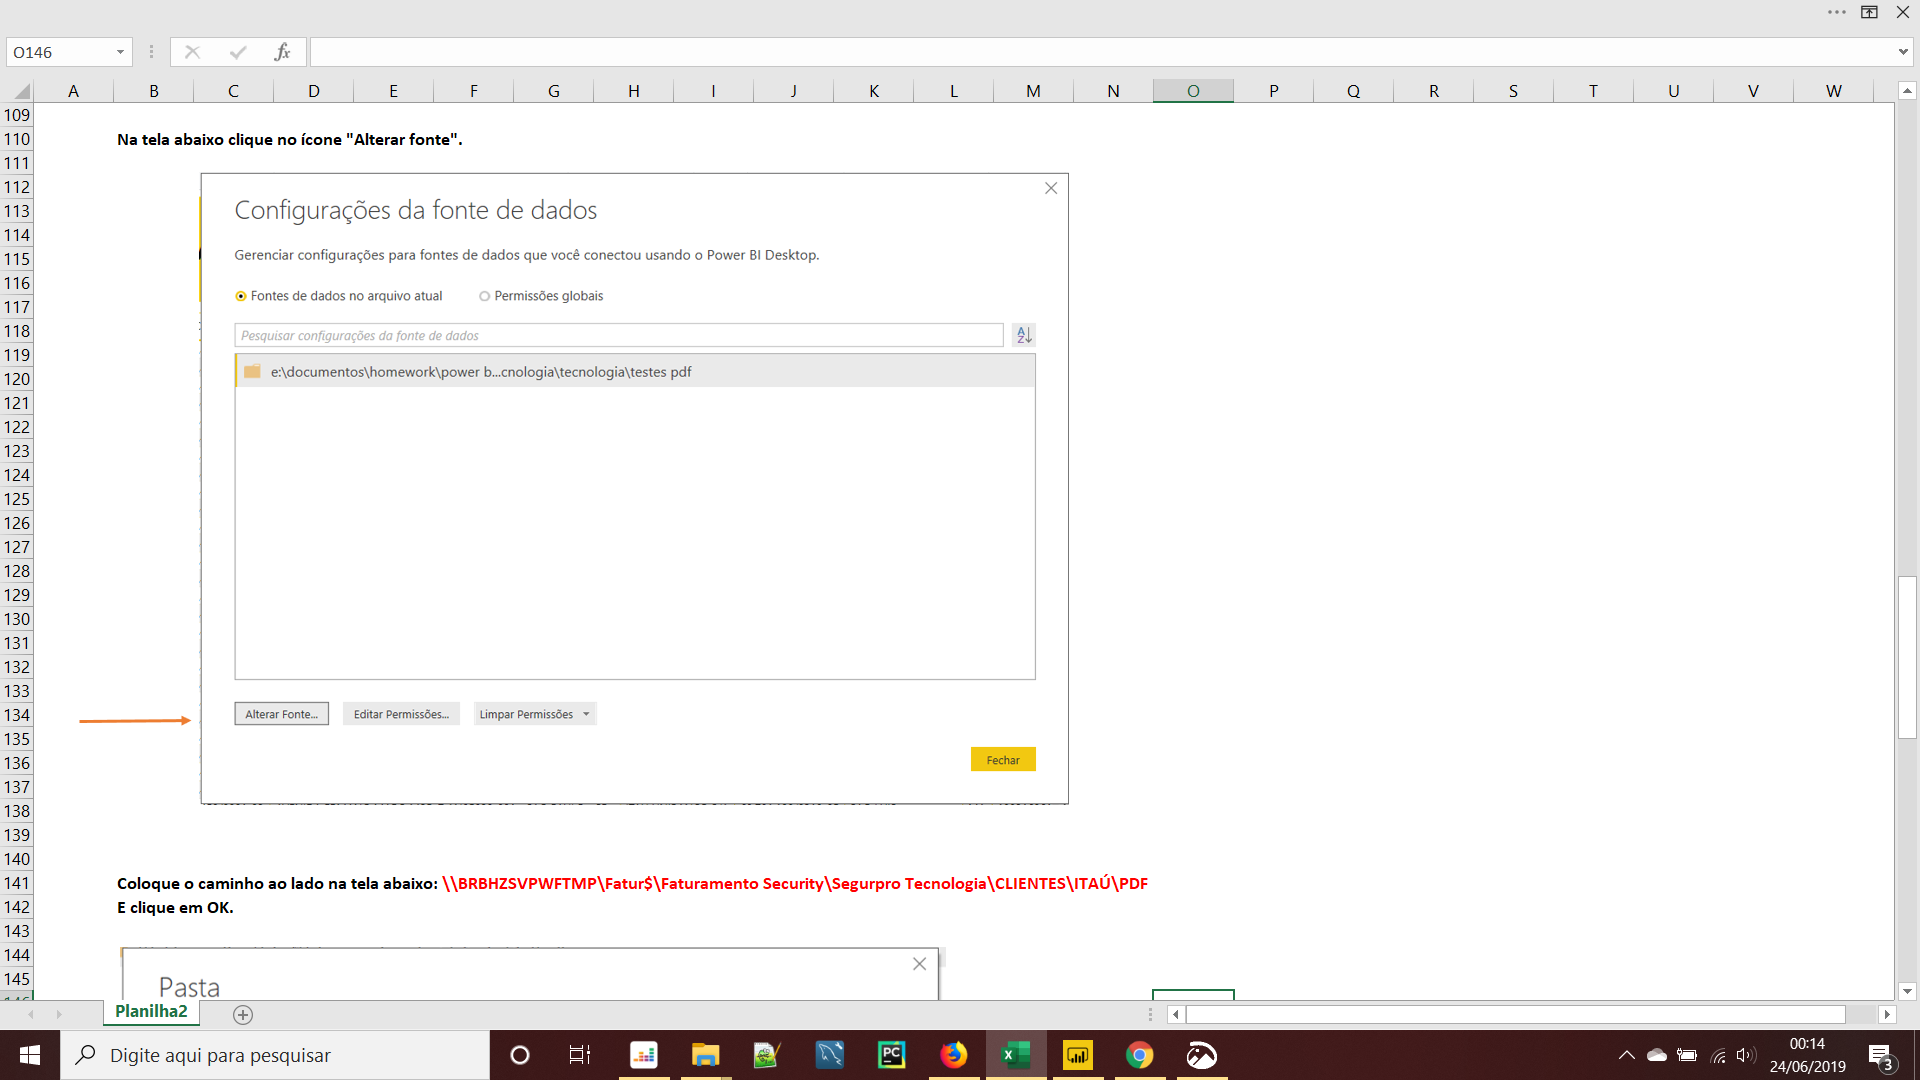 O146
fx
A B C D E F G H I J K L M N O P Q R S T U V W
109
110 Na tela abaixo clique no ícone "Alterar fonte".
111
112
113 Configurações da fonte de dados
114
115 Gerenciar configurações para fontes de dados que você conectou usando o Power BI Desktop.
116
117 Fontes de dados no arquivo atual Permissões globais
118 Pesquisar configurações da fonte de dados AZ
119
120 e:\documentos\homework\power b...cnologia\tecnologia\testes pdf
121
122
123
124
125
126
127
128
129
130
131
132
133
134 Alterar Fonte... Editar Permissões... Limpar Permissões
135
136 Fechar
137
138
139
140
141 Coloque o caminho ao lado na tela abaixo: \\BRBHZSVPWFTMP\Fatur$\Faturamento Security\Segurpro Tecnologia\CLIENTES\ITAÚ\PDF
142 E clique em OK.
143
144
145 Pasta
Planilha2
Digite aqui para pesquisar
PC
00:14
24/06/2019
3